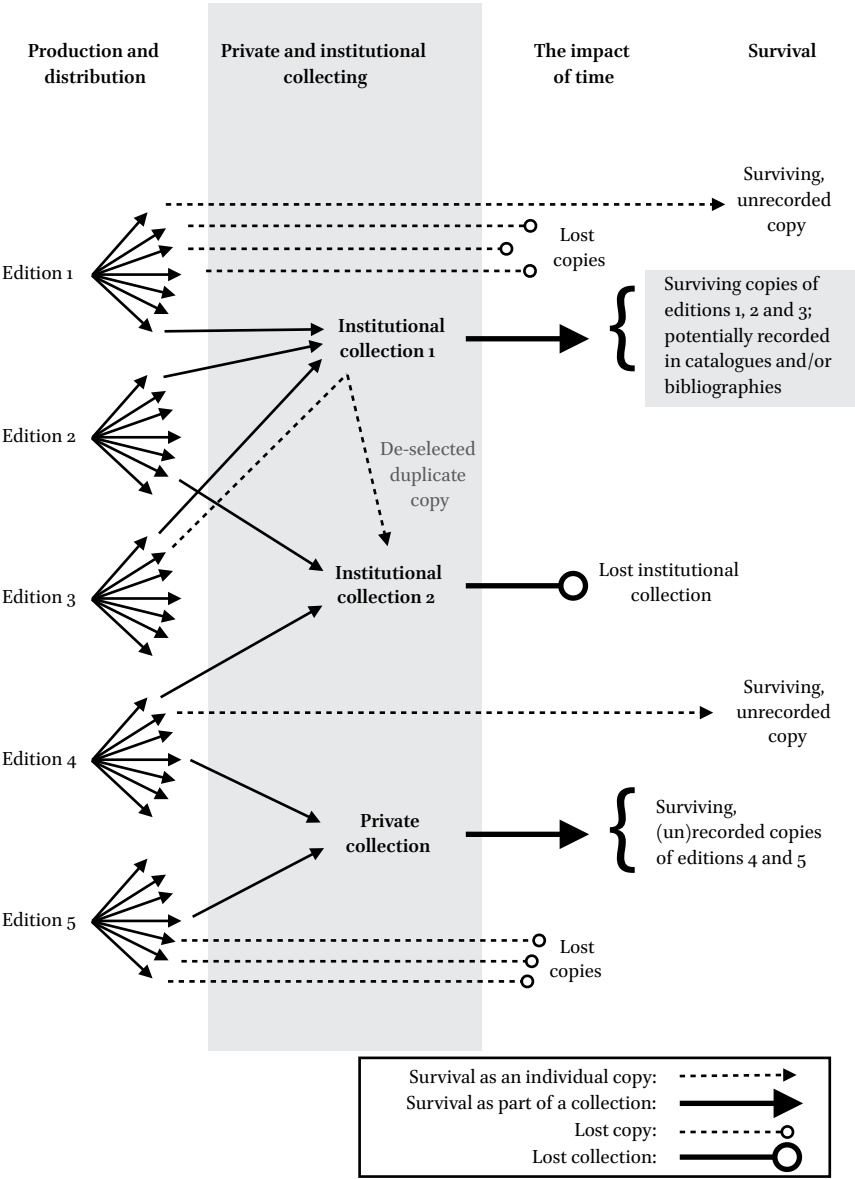 Production and
distribution
Private and institutional
collecting
The impact
of time
Survival
Surviving,
unrecorded
copy
Lost
copies
Edition 1
Surviving copies of
editions 1, 2 and 3;
potentially recorded
in catalogues and/or
bibliographies
Institutional
collection 1
Edition 2
De-selected
duplicate
copy
Institutional
collection 2
Lost institutional
collection
Edition 3
Surviving,
unrecorded
copy
Edition 4
Private
collection
Surviving,
(un)recorded copies
of editions 4 and 5
Edition 5
Lost
copies
Survival as an individual copy:
Survival as part of a collection:
Lost copy:
Lost collection: